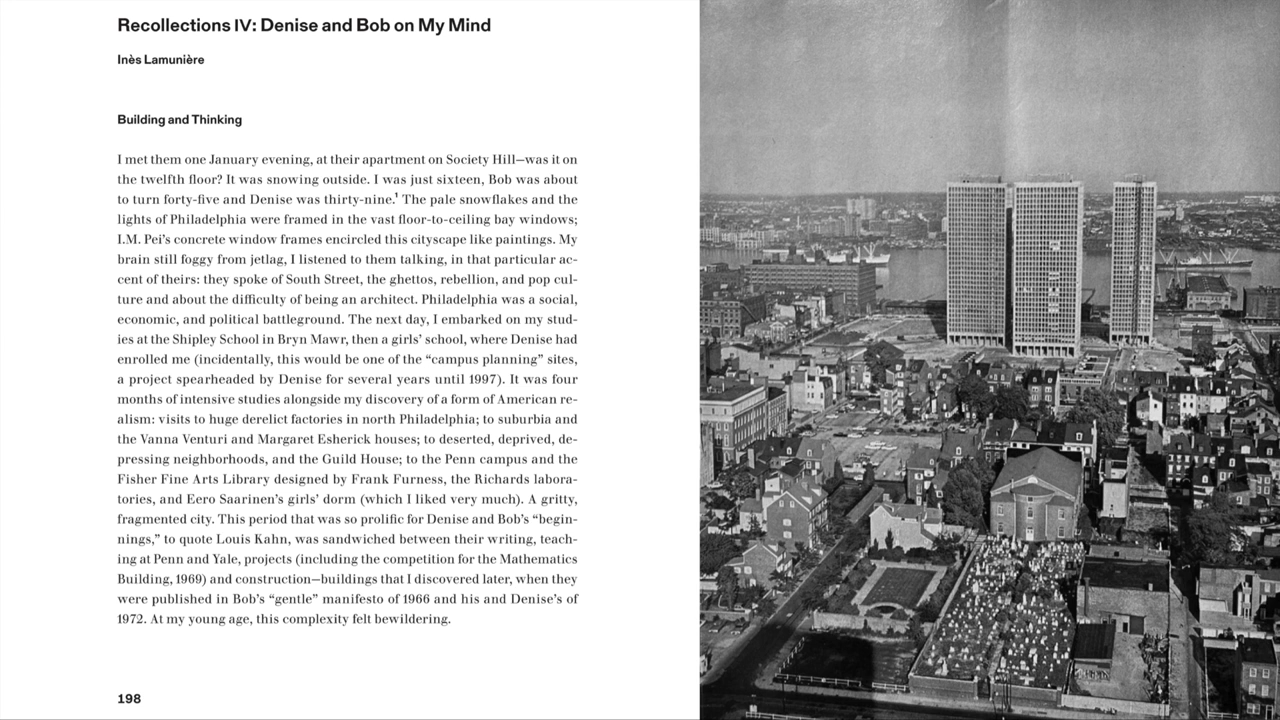 Recollections IV: Denise and Bob on My Mind
Inès Lamunière
Building and Thinking
I met them one January evening, at their apartment on Society Hill—was it on
the twelfth floor? It was snowing outside. I was just sixteen, Bob was about
to turn forty-five and Denise was thirty-nine.¹ The pale snowflakes and the
lights of Philadelphia were framed in the vast floor-to-ceiling bay windows;
I.M. Pei’s concrete window frames encircled this cityscape like paintings. My
brain still foggy from jetlag, I listened to them talking, in that particular ac-
cent of theirs: they spoke of South Street, the ghettos, rebellion, and pop cul-
ture and about the difficulty of being an architect. Philadelphia was a social,
economic, and political battleground. The next day, I embarked on my stud-
ies at the Shipley School in Bryn Mawr, then a girls’ school, where Denise had
enrolled me (incidentally, this would be one of the “campus planning” sites,
a project spearheaded by Denise for several years until 1997). It was four
months of intensive studies alongside my discovery of a form of American re-
alism: visits to huge derelict factories in north Philadelphia; to suburbia and
the Vanna Venturi and Margaret Esherick houses; to deserted, deprived, de-
pressing neighborhoods, and the Guild House; to the Penn campus and the
Fisher Fine Arts Library designed by Frank Furness, the Richards labora-
tories, and Eero Saarinen’s girls’ dorm (which I liked very much). A gritty,
fragmented city. This period that was so prolific for Denise and Bob’s “begin-
nings,” to quote Louis Kahn, was sandwiched between their writing, teach-
ing at Penn and Yale, projects (including the competition for the Mathematics
Building, 1969) and construction—buildings that I discovered later, when they
were published in Bob’s “gentle” manifesto of 1966 and his and Denise’s of
1972. At my young age, this complexity felt bewildering.
198